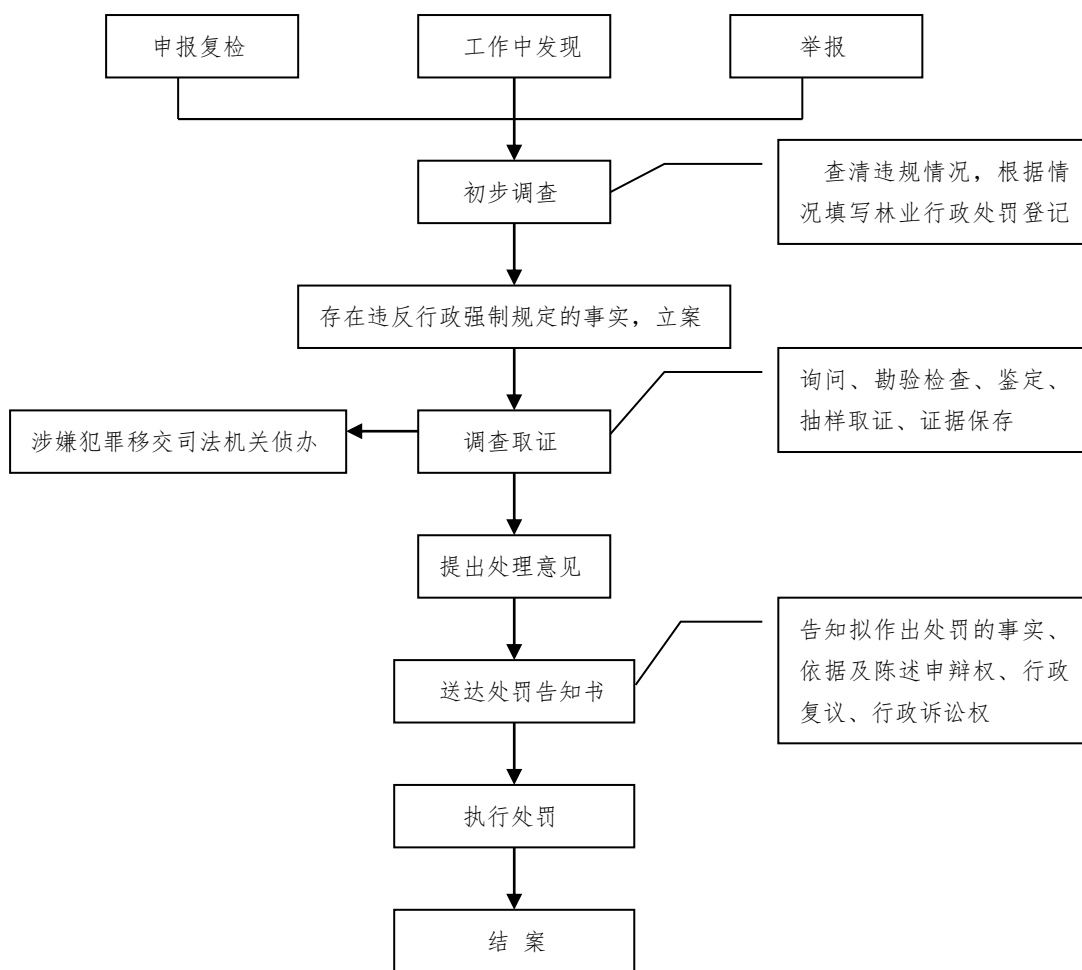 申报复检
工作中发现
举报
初步调查
查清违规情况，根据情
况填写林业行政处罚登记
存在违反行政强制规定的事实，立案
询问、勘验检查、鉴定、
抽样取证、证据保存
涉嫌犯罪移交司法机关侦办
调查取证
提出处理意见
告知拟作出处罚的事实、
依据及陈述申辩权、行政
复议、行政诉讼权
送达处罚告知书
执行处罚
结 案